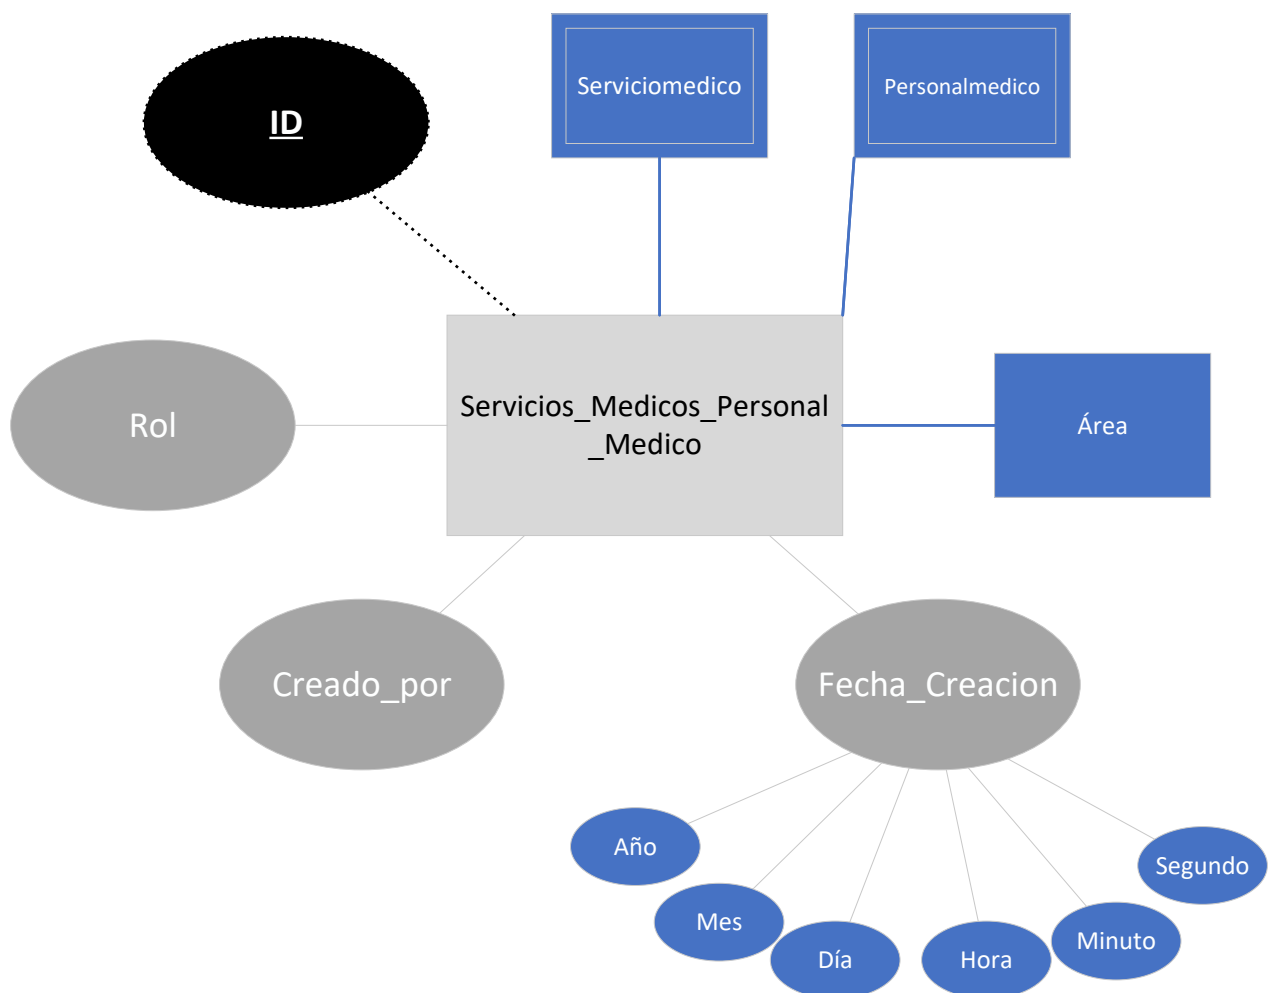 Serviciomedico
Personalmedico
ID
Servicios_Medicos_Personal
_Medico
Rol
Área
Creado_por
Fecha_Creacion
Año
Mes
Día
Hora
Minuto
Segundo